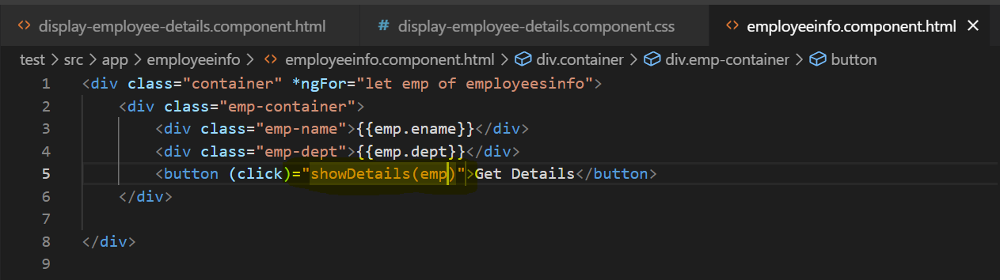 display-employee-details.component.html # display-employee-details.component.css employeeinfo.component.html
test > src > app > employeeinfo > employeeinfo.component.html > div.container > div.emp-container > button
1 <div class="container" *ngFor="let emp of employeesinfo">
2 <div class="emp-container">
3 <div class="emp-name">{{emp.ename}}</div>
4 <div class="emp-dept">{{emp.dept}}</div>
5 <button (click)="showDetails(emp)">Get Details</button>
6 </div>
7
8 </div>
9